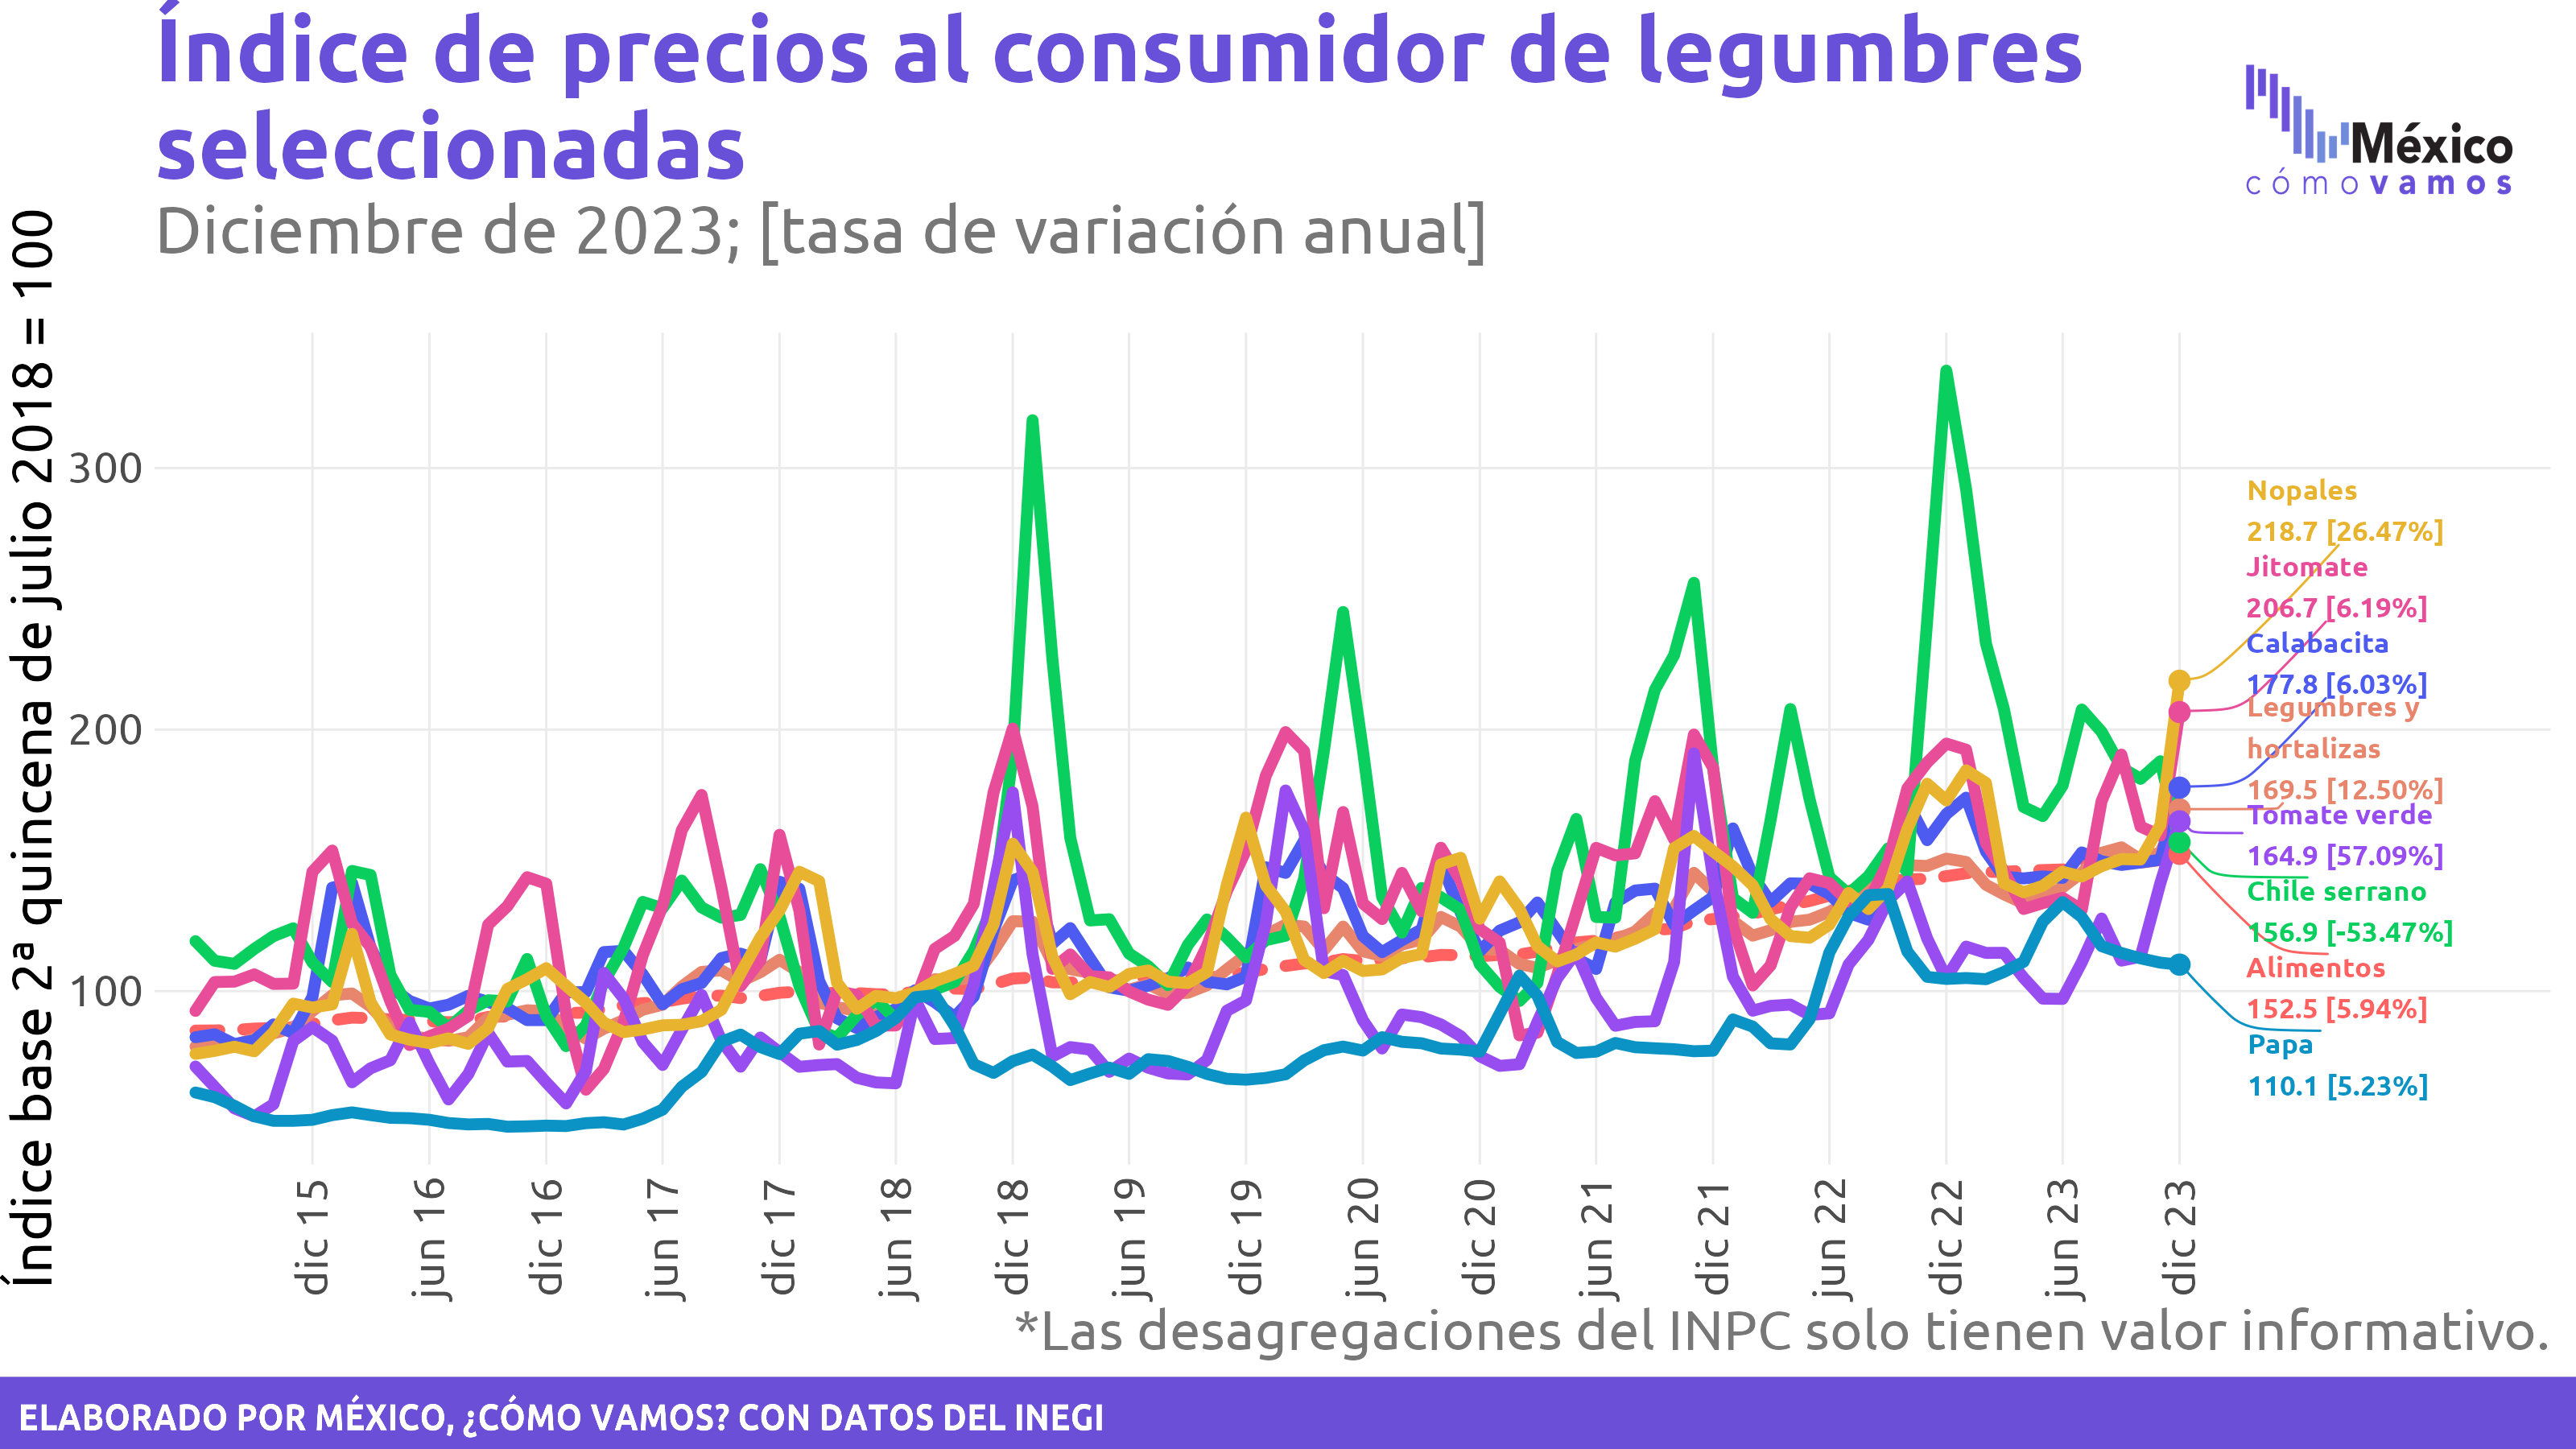 Índice de precios al consumidor de legumbres
seleccionadas
Diciembre de 2023; [tasa de variación anual]
México
cómo vamos
Índice base 2ª quincena de julio 2018 = 100
300
200
100
Nopales
218.7 [26.47%]
Jitomate
206.7 [6.19%]
Calabacita
177.8 [6.03%]
Legumbres y
hortalizas
169.5 [12.50%]
Tomate verde
164.9 [57.09%]
Chile serrano
156.9 [-53.47%]
Alimentos
152.5 [5.94%]
Papa
110.1 [5.23%]
dic 15
jun 16
dic 16
jun 17
dic 17
jun 18
dic 18
jun 19
dic 19
jun 20
dic 20
jun 21
dic 21
jun 22
dic 22
jun 23
dic 23
*Las desagregaciones del INPC solo tienen valor informativo.
ELABORADO POR MÉXICO, ¿CÓMO VAMOS? CON DATOS DEL INEGI